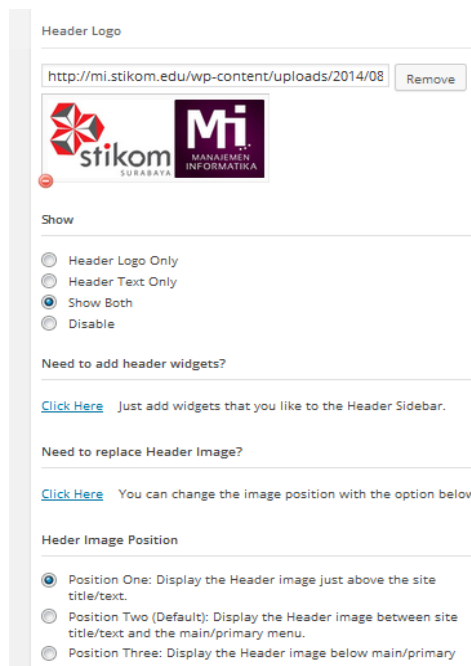 Header Logo
http://mi.stikom.edu/wp-content/uploads/2014/08
Remove
stikom
SURABAYA
Mi
MANAJEMEN
INFORMATIKA
Show
Header Logo Only
Header Text Only
Show Both
Disable
Need to add header widgets?
Click Here Just add widgets that you like to the Header Sidebar.
Need to replace Header Image?
Click Here You can change the image position with the option below
Heder Image Position
Position One: Display the Header image just above the site
title/text.
Position Two (Default): Display the Header image between site
title/text and the main/primary menu.
Position Three: Display the Header image below main/primary